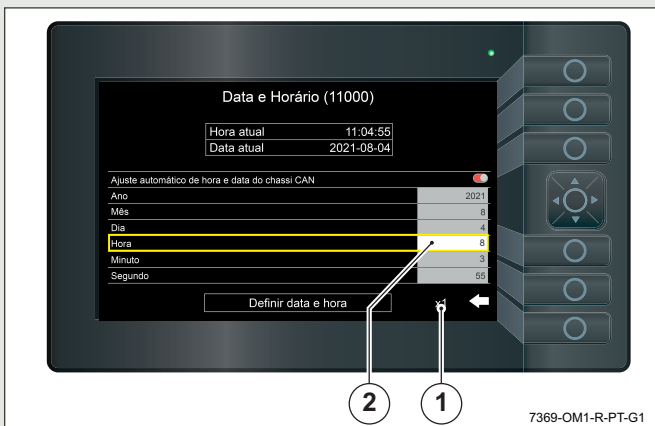 Data e Horário (11000)
Hora atual 11:04:55
Data atual 2021-08-04
Ajuste automático de hora e data do chassi CAN
Ano 2021
Mês 8
Dia 4
Hora 8
Minuto 3
Segundo 55
Definir data e hora x1
2 1
7369-OM1-R-PT-G1